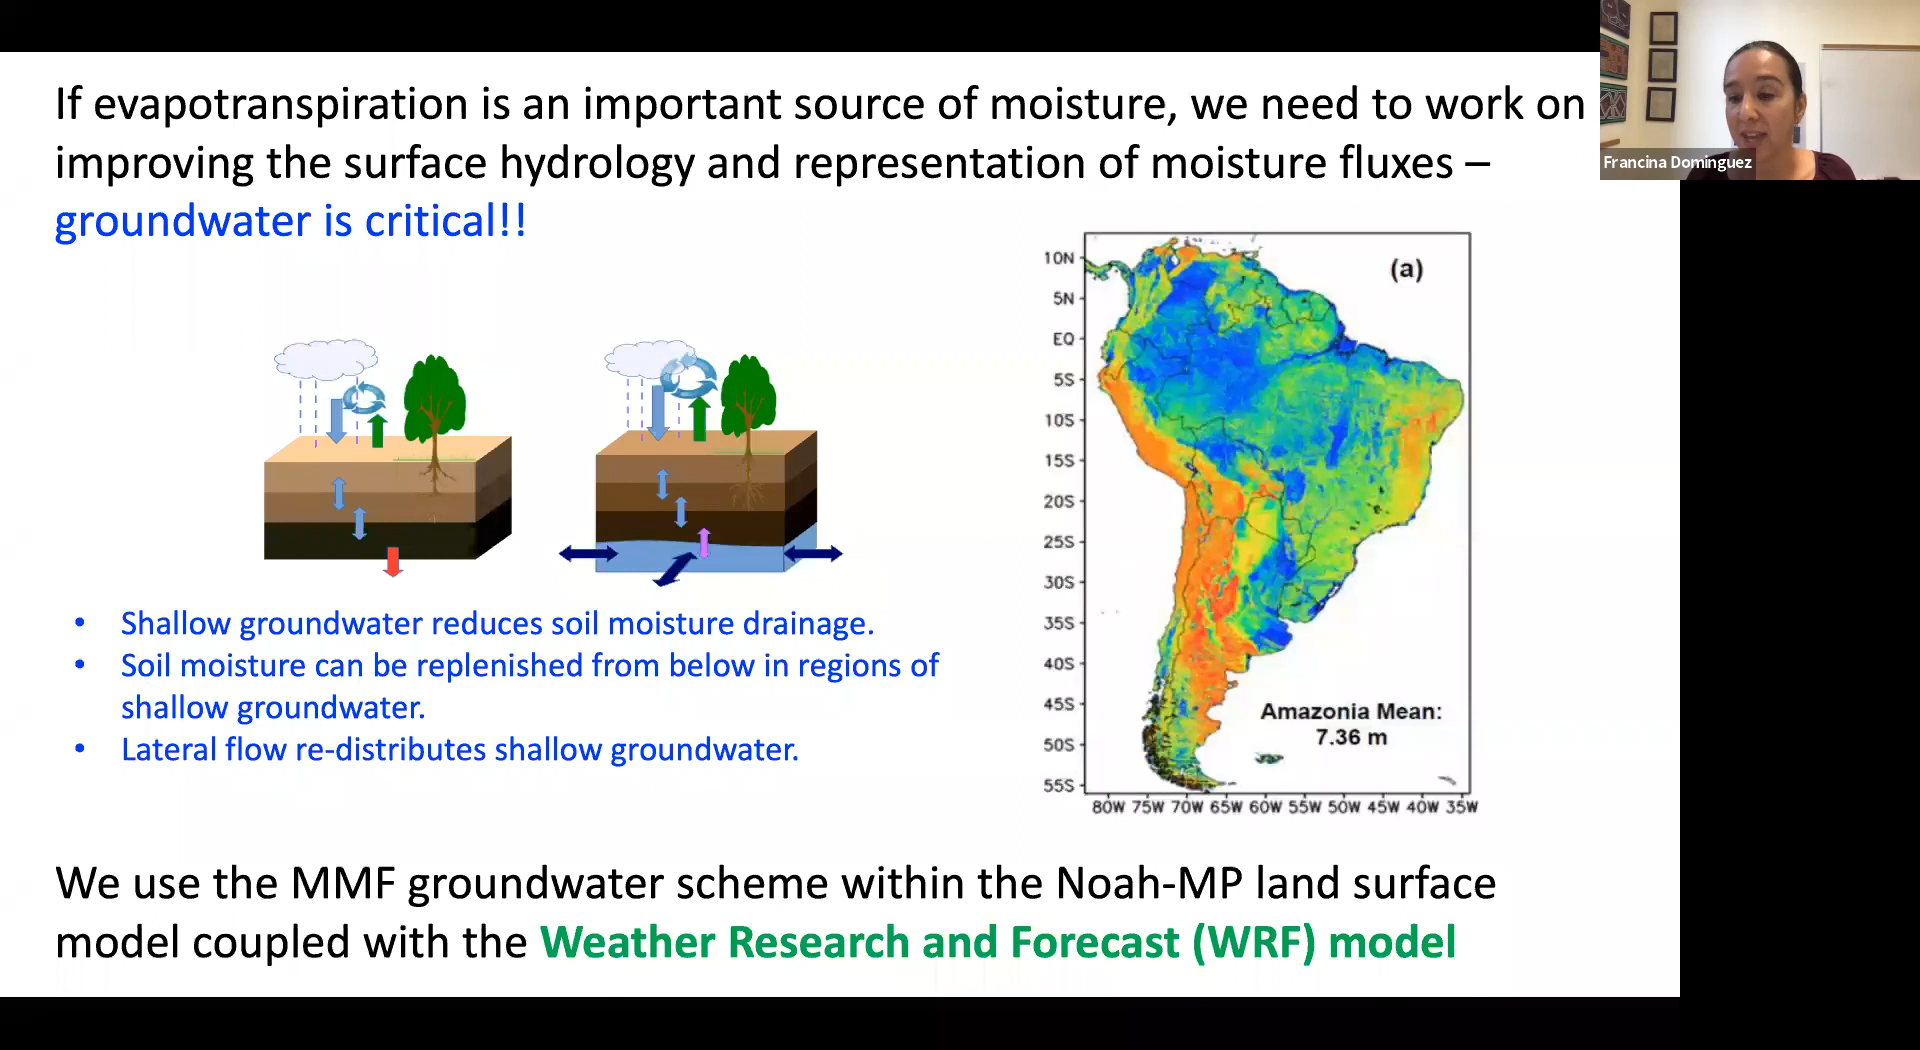 If evapotranspiration is an important source of moisture, we need to work on
improving the surface hydrology and representation of moisture fluxes –
groundwater is critical!!
Francina Dominguez
(a)
10N
5N
EQ
5S
10S
15S
20S
25S
30S
35S
40S
45S
50S
55S
80W 75W 70W 65W 60W 55W 50W 45W 40W 35W
Amazonia Mean:
7.36 m
• Shallow groundwater reduces soil moisture drainage.
• Soil moisture can be replenished from below in regions of
shallow groundwater.
• Lateral flow re-distributes shallow groundwater.
We use the MMF groundwater scheme within the Noah-MP land surface
model coupled with the Weather Research and Forecast (WRF) model